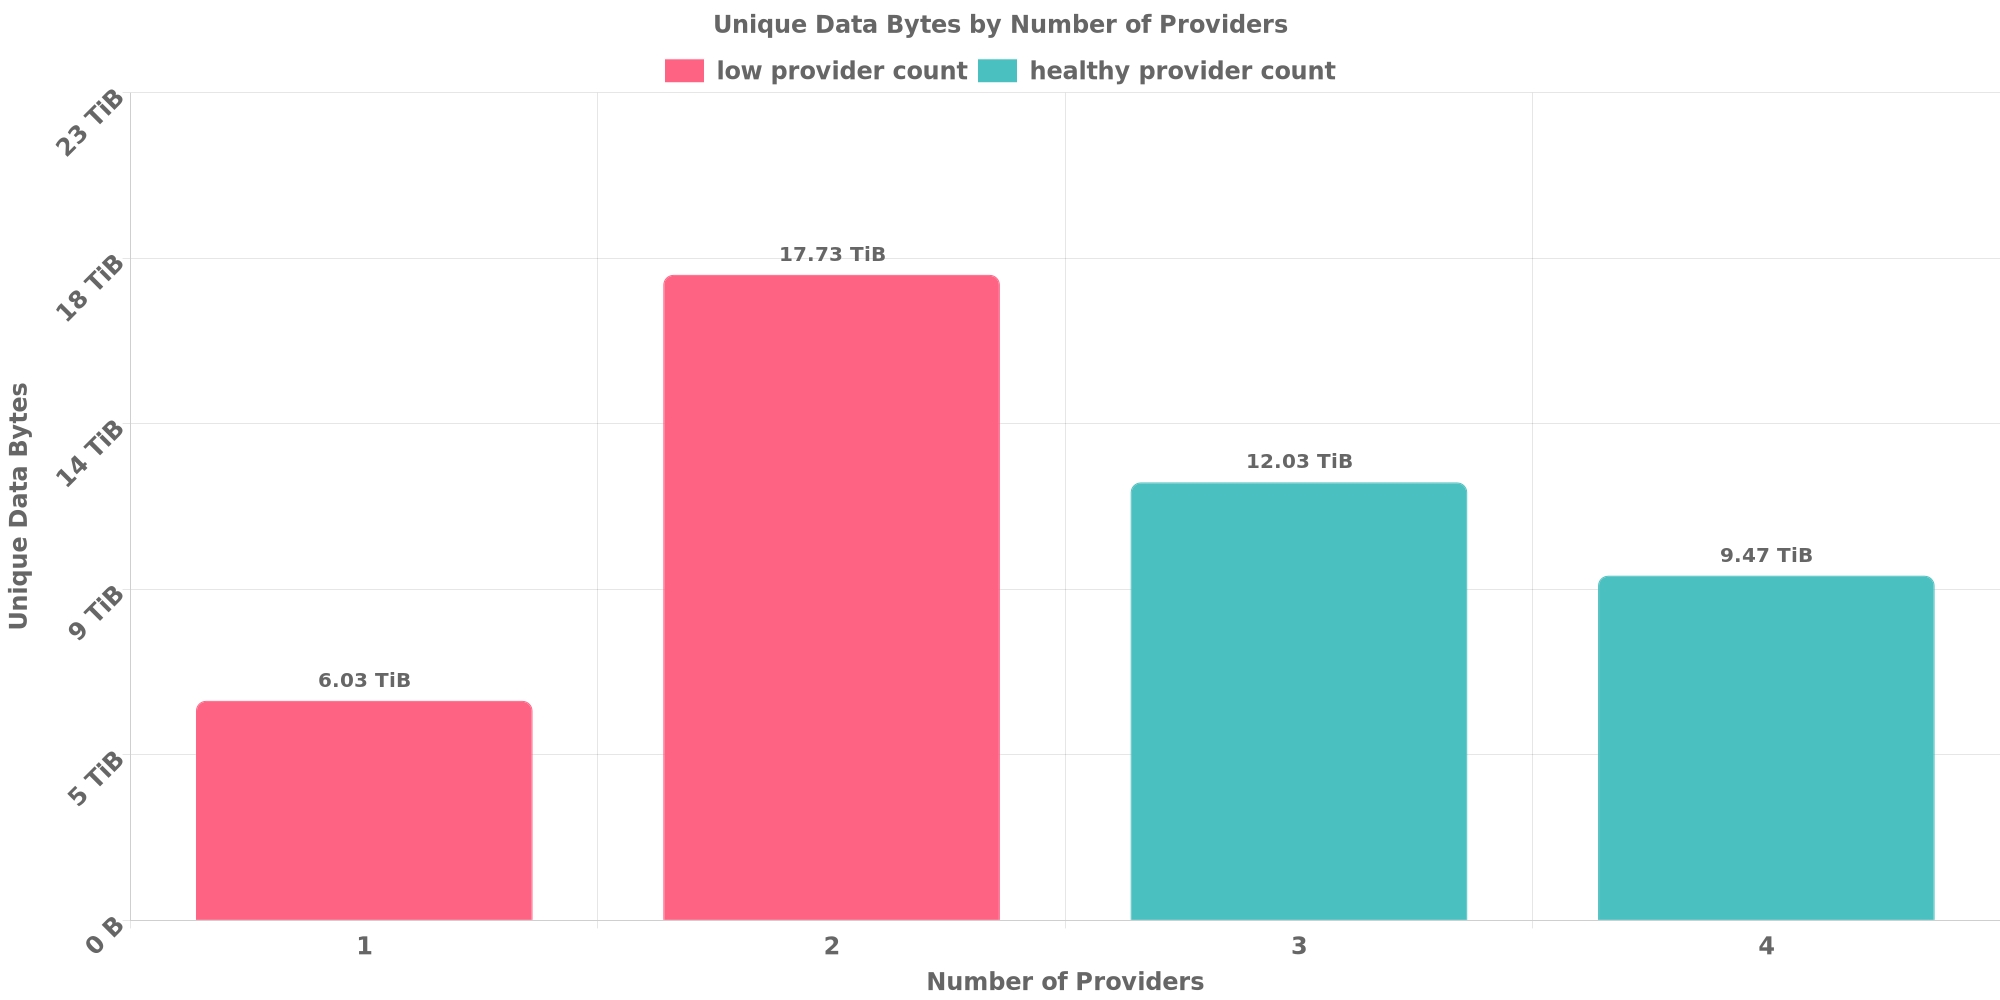 Unique Data Bytes by Number of Providers
low provider count healthy provider count
23 TiB
18 TiB
14 TiB
9 TiB
5 TiB
0 B
Unique Data Bytes
6.03 TiB
17.73 TiB
12.03 TiB
9.47 TiB
1 2 3 4
Number of Providers